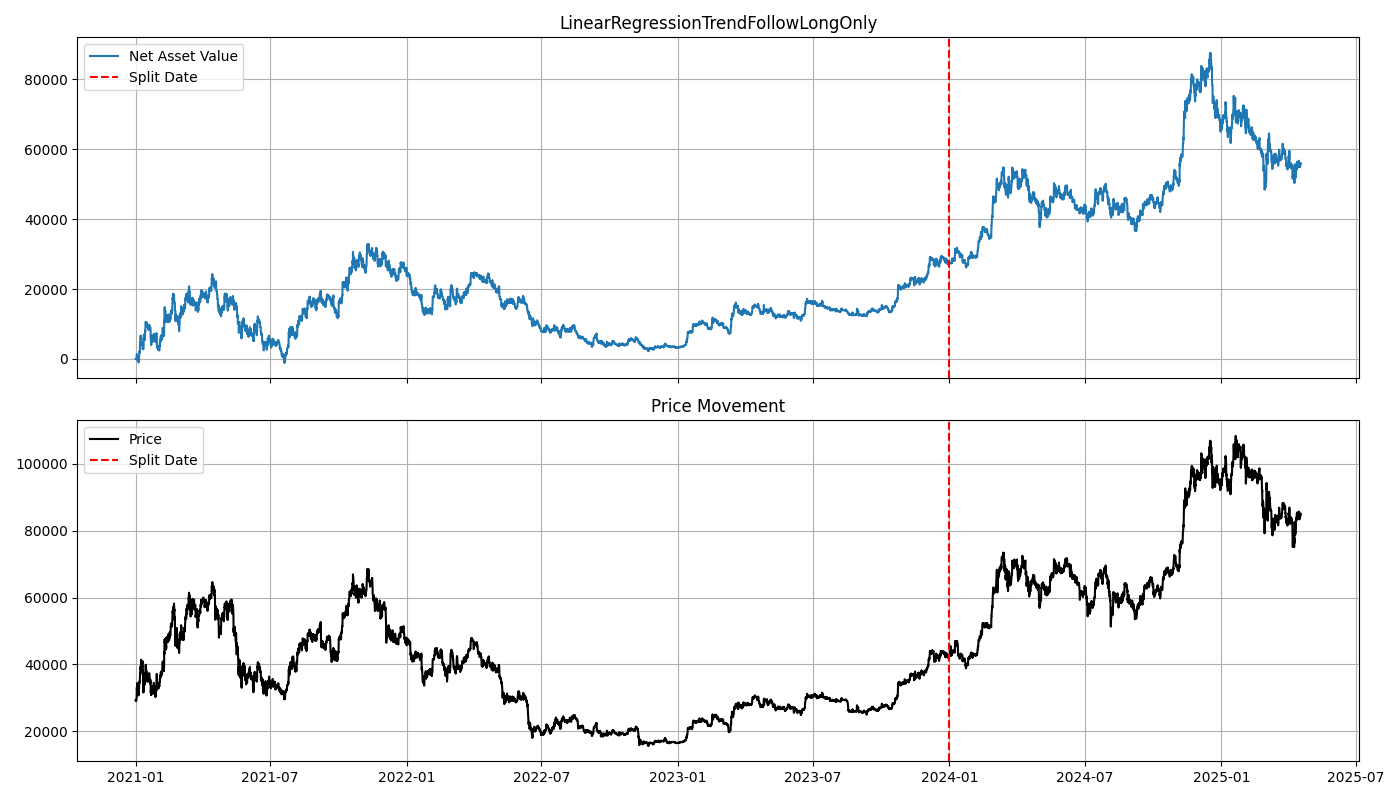 LinearRegressionTrendFollowLongOnly
Net Asset Value
Split Date
80000
60000
40000
20000
0
Price Movement
Price
Split Date
100000
80000
60000
40000
20000
2021-01 2021-07 2022-01 2022-07 2023-01 2023-07 2024-01 2024-07 2025-01 2025-07